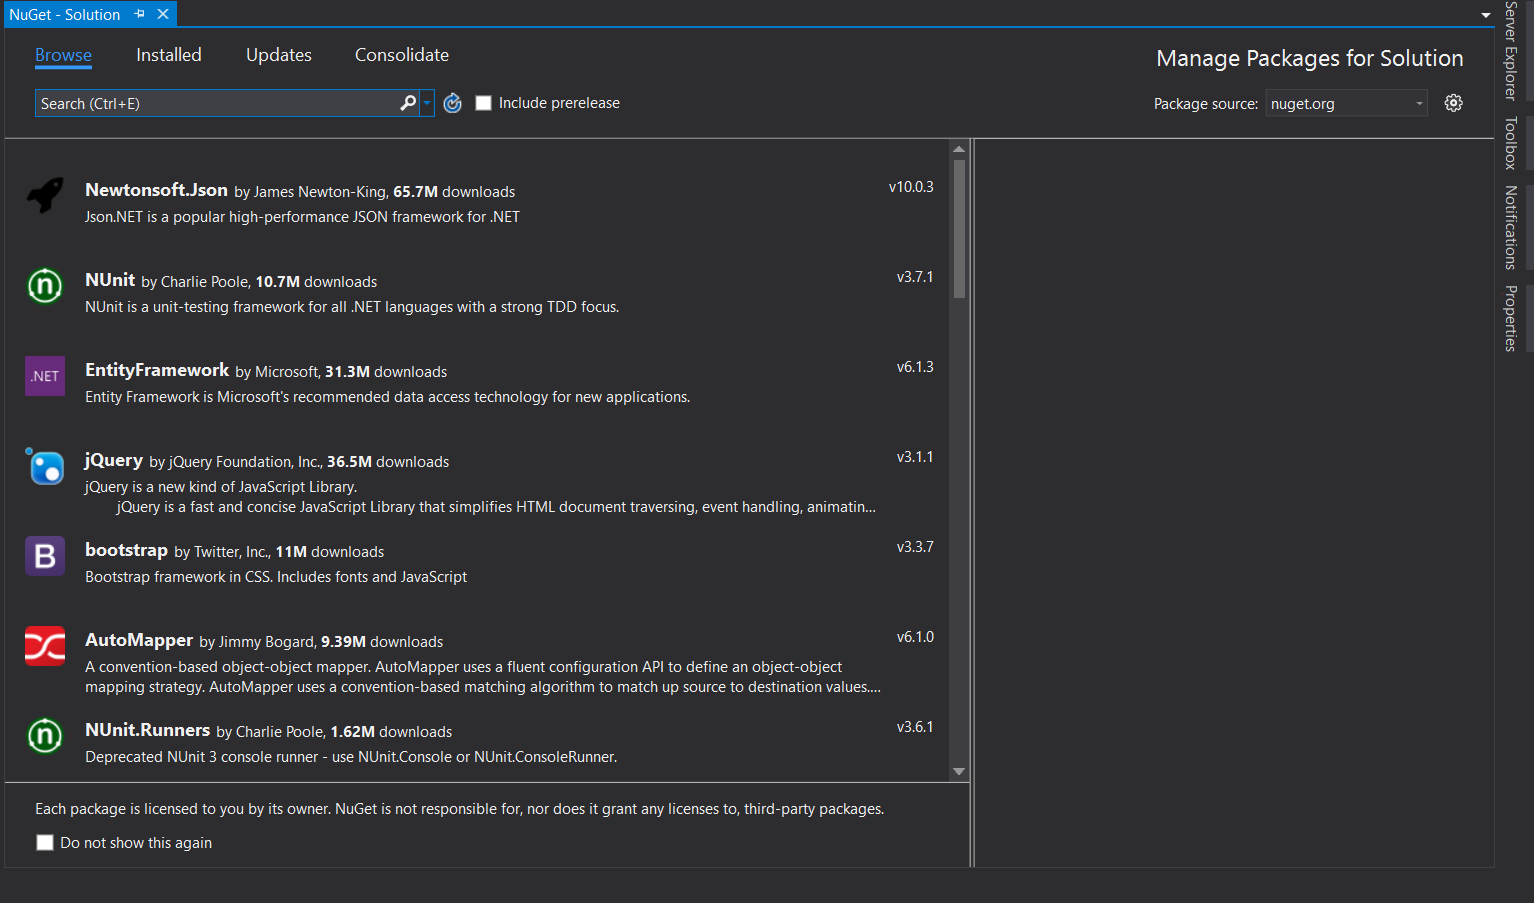 NuGet - Solution
Browse Installed Updates Consolidate
Manage Packages for Solution
Search (Ctrl+E)
Include prerelease
Package source: nuget.org
Newtonsoft.Json by James Newton-King, 65.7M downloads
v10.0.3
Json.NET is a popular high-performance JSON framework for .NET
n
NUnit by Charlie Poole, 10.7M downloads
v3.7.1
NUnit is a unit-testing framework for all .NET languages with a strong TDD focus.
.NET
EntityFramework by Microsoft, 31.3M downloads
v6.1.3
Entity Framework is Microsoft's recommended data access technology for new applications.
jQuery by jQuery Foundation, Inc., 36.5M downloads
v3.1.1
jQuery is a new kind of JavaScript Library.
jQuery is a fast and concise JavaScript Library that simplifies HTML document traversing, event handling, animatin...
B
bootstrap by Twitter, Inc., 11M downloads
v3.3.7
Bootstrap framework in CSS. Includes fonts and JavaScript
AutoMapper by Jimmy Bogard, 9.39M downloads
v6.1.0
A convention-based object-object mapper. AutoMapper uses a fluent configuration API to define an object-object
mapping strategy. AutoMapper uses a convention-based matching algorithm to match up source to destination values....
n
NUnit.Runners by Charlie Poole, 1.62M downloads
v3.6.1
Deprecated NUnit 3 console runner - use NUnit.Console or NUnit.ConsoleRunner.
Each package is licensed to you by its owner. NuGet is not responsible for, nor does it grant any licenses to, third-party packages.
Do not show this again
Server Explorer
Toolbox
Notifications
Properties